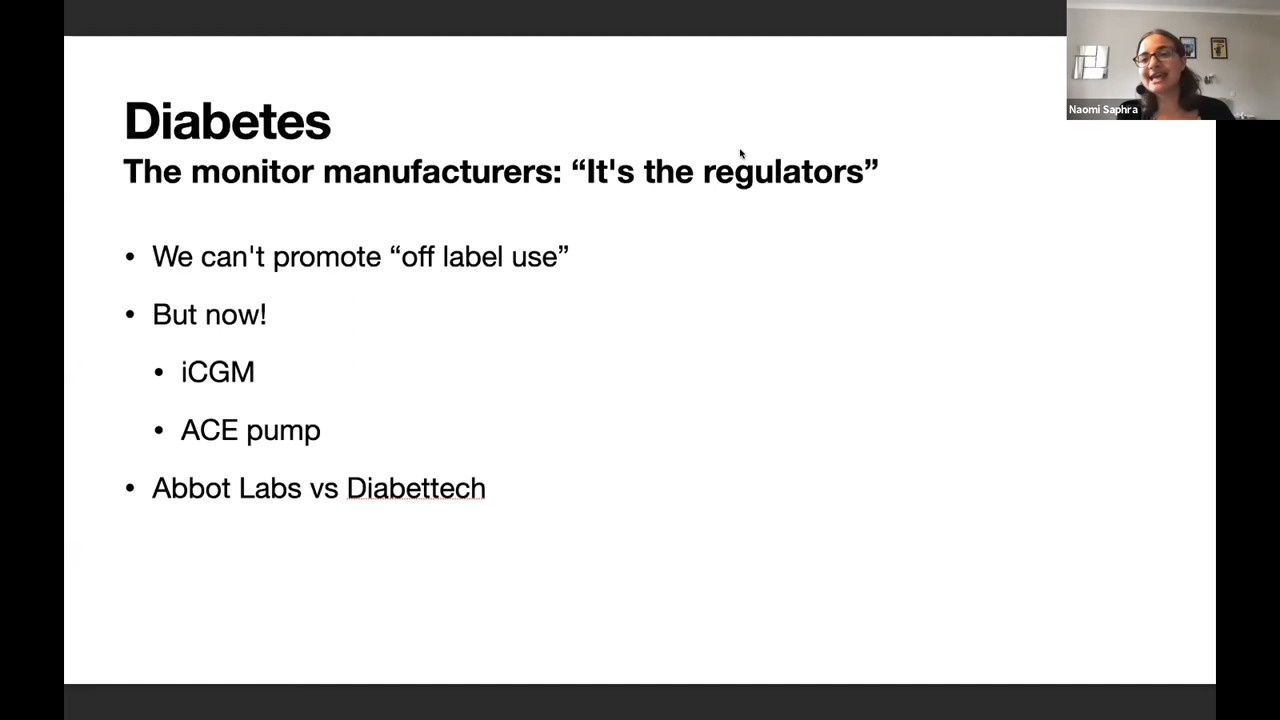 Naomi Saphra
Diabetes
The monitor manufacturers: “It's the regulators”
• We can't promote “off label use”
• But now!
• iCGM
• ACE pump
• Abbot Labs vs Diabettech